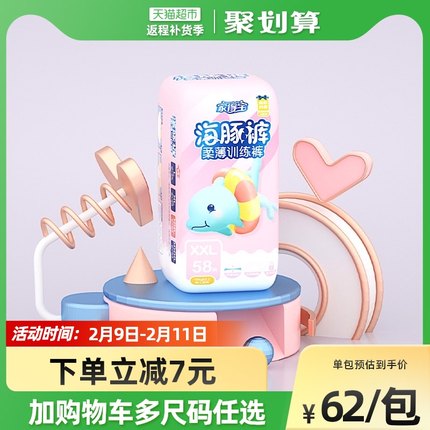 天猫超市
返程补货季
聚划算
海豚裤
柔薄训练裤
XXL
58
活动时间：2月9日-2月11日
下单立减7元
单包预估到手价
加购物车多尺码任选
¥62/包